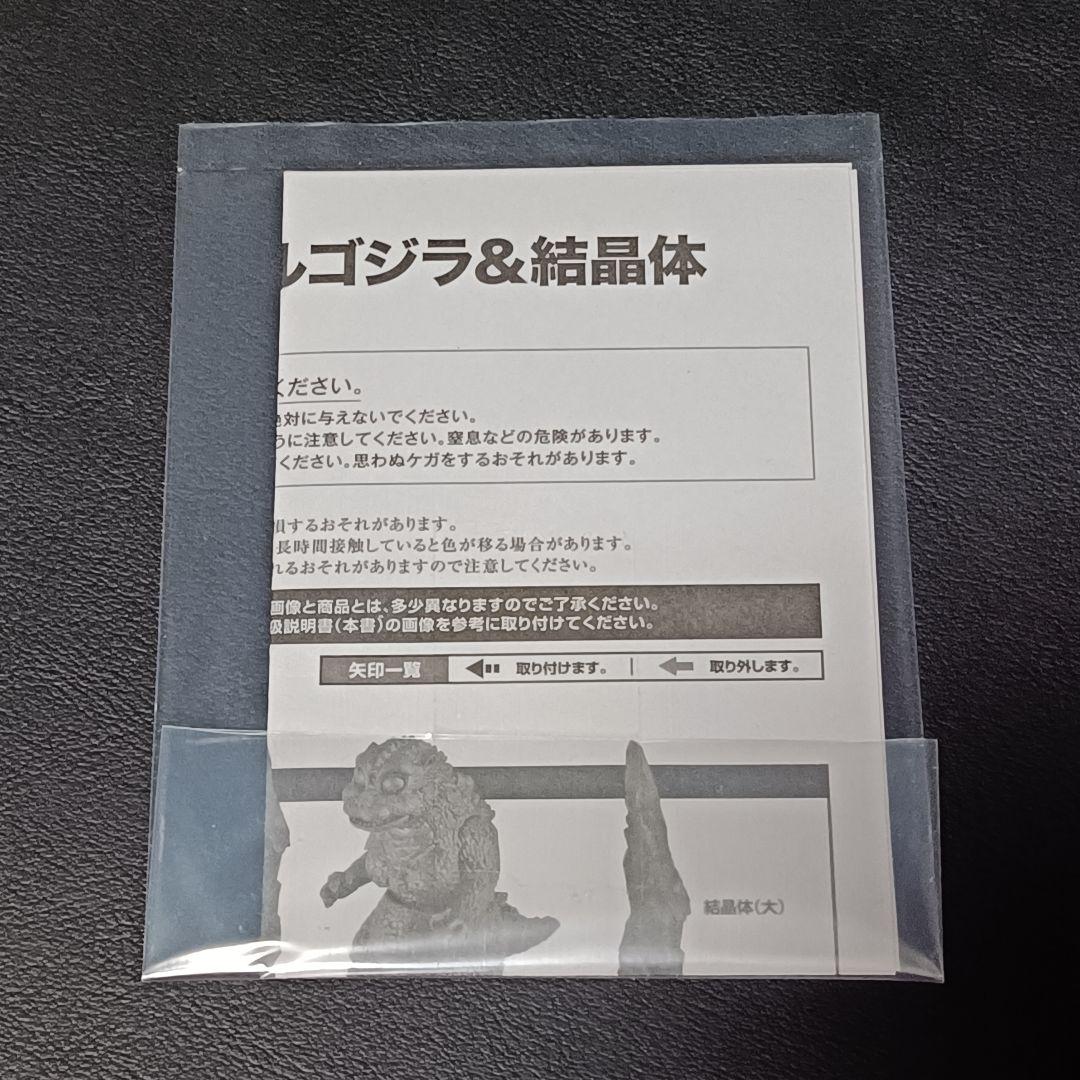 ルゴジラ&結晶体
ください。
絶対に与えないでください。
うに注意してください。窒息などの危険があります。
ください。思わぬケガをするおそれがあります。
損するおそれがあります。
長時間接触していると色が移る場合があります。
れるおそれがありますので注意してください。
画像と商品とは、多少異なりますのでご了承ください。
扱説明書(本書)の画像を参考に取り付けてください。
矢印一覧 取り付けます。 取り外します。
結晶体(大)